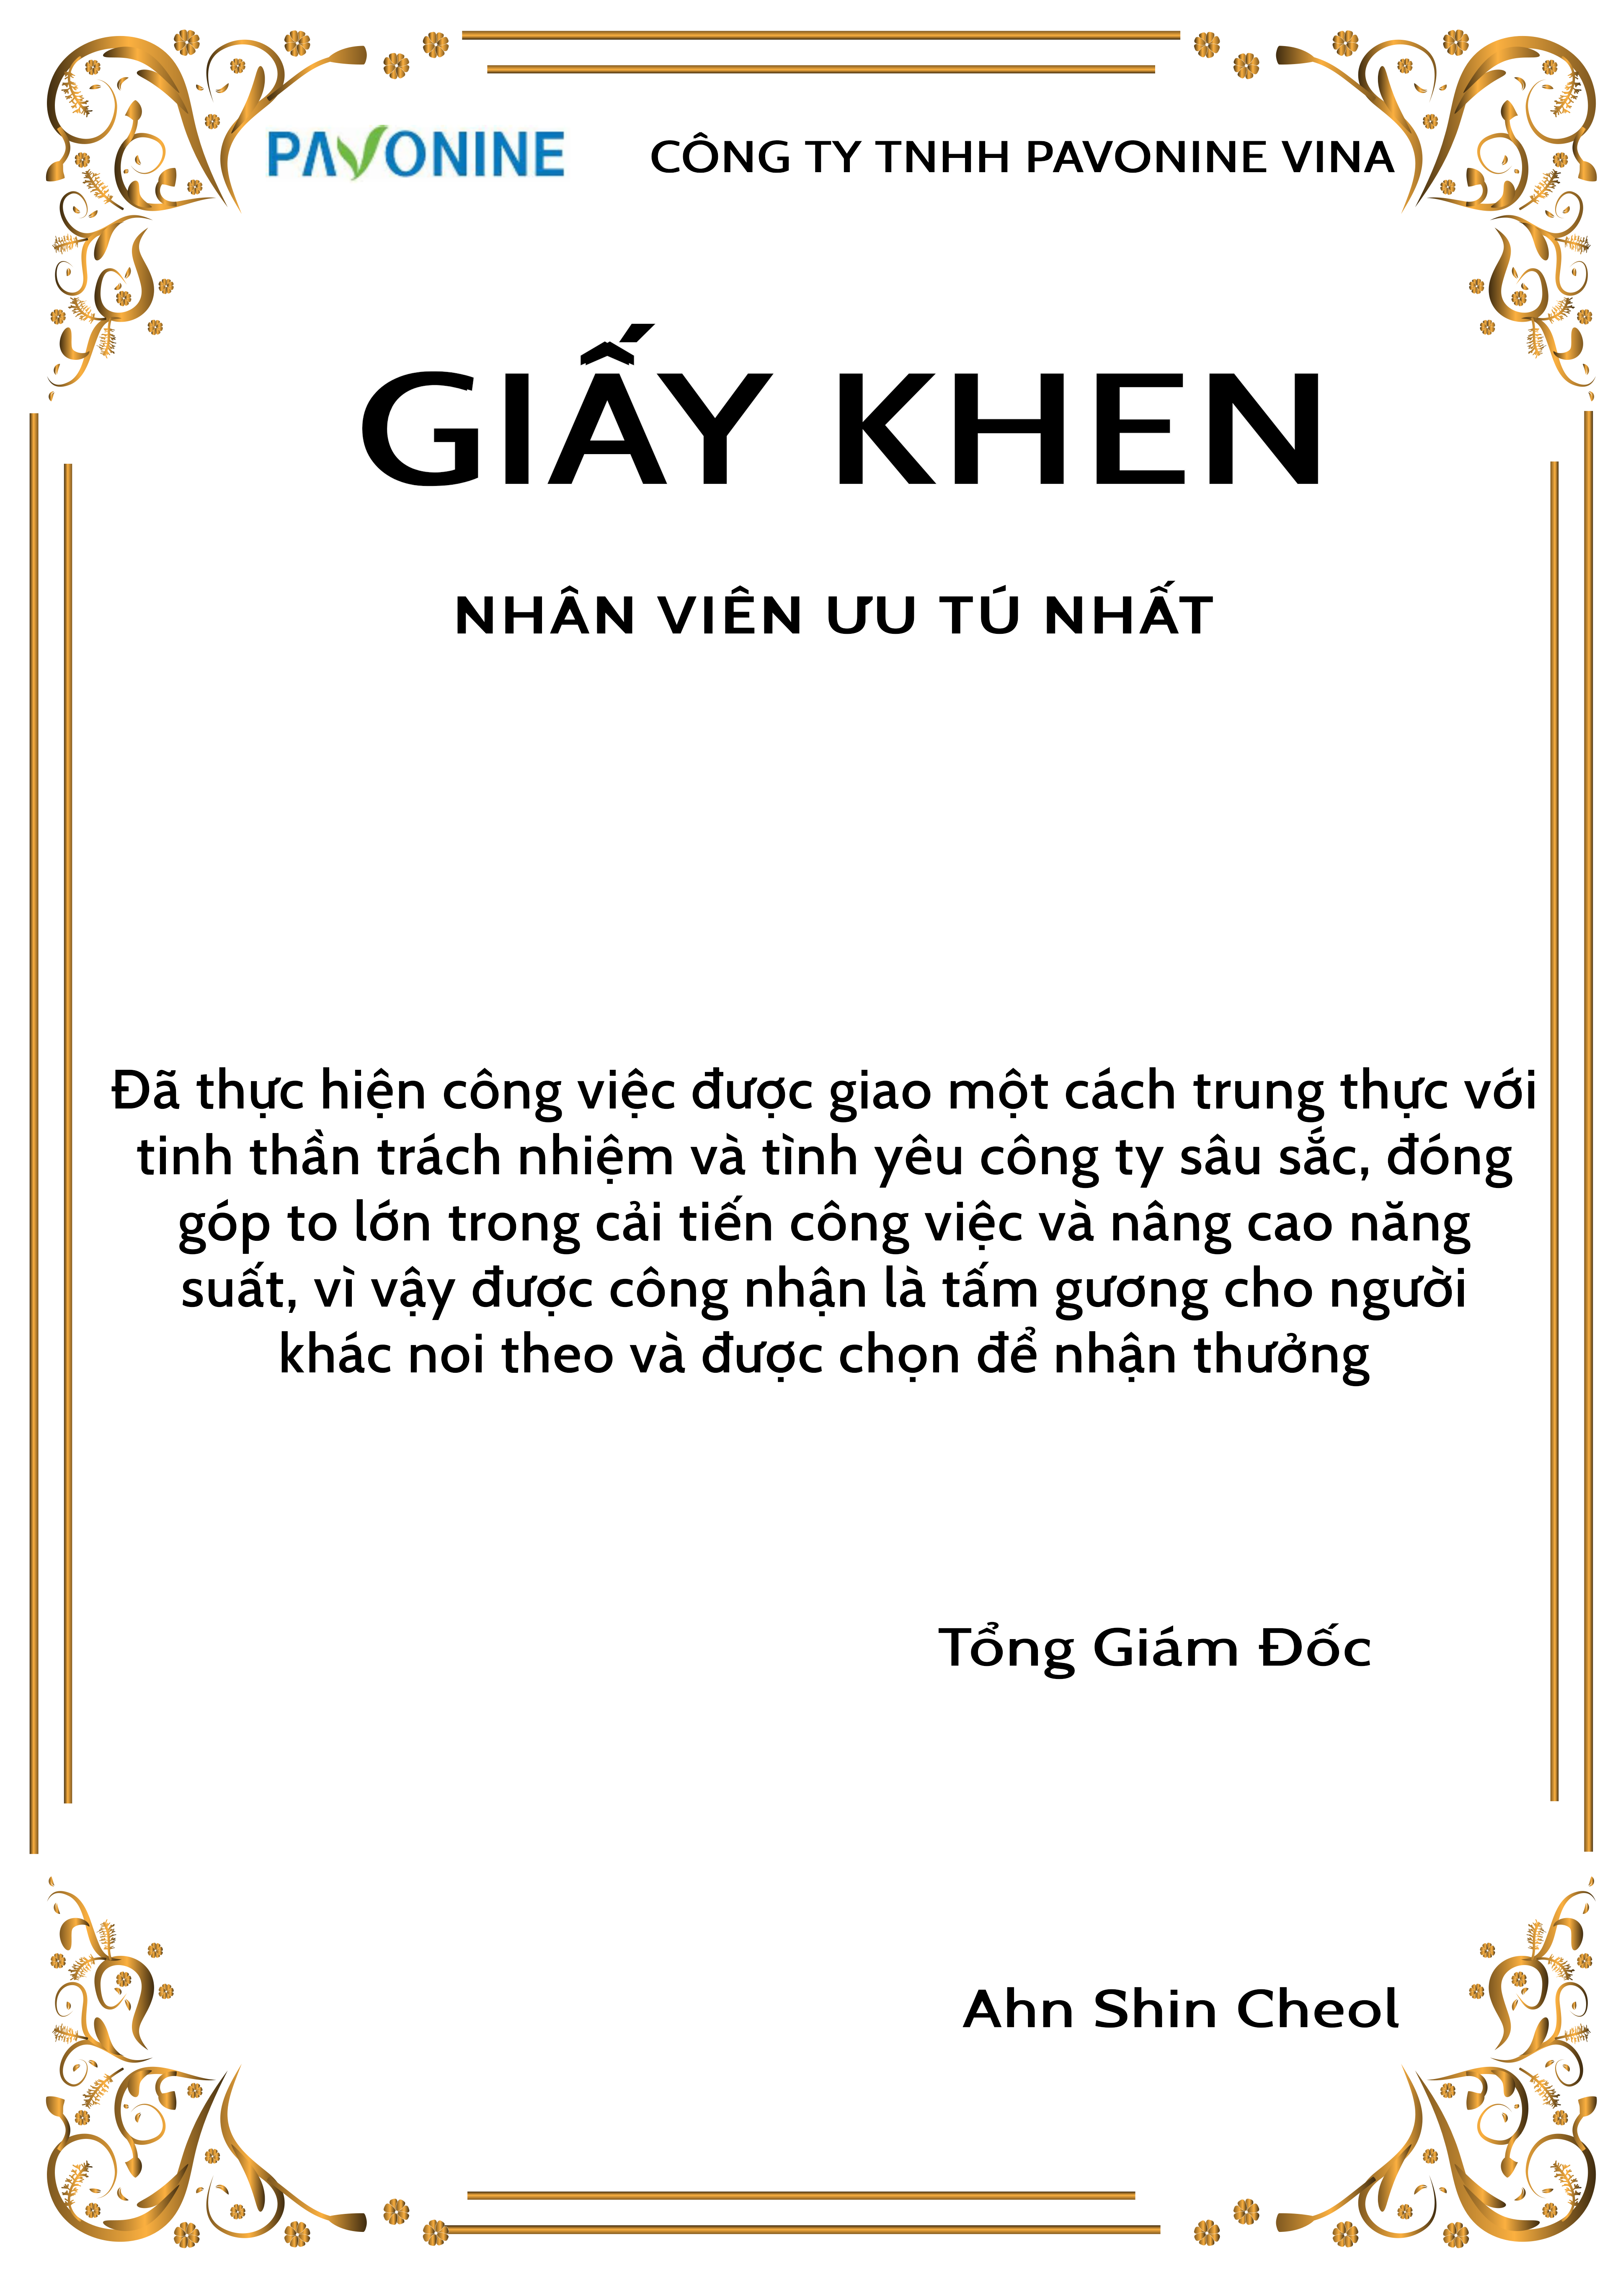 PAVONINE CÔNG TY TNHH PAVONINE VINA
GIẤY KHEN
NHÂN VIÊN ƯU TÚ NHẤT
Đã thực hiện công việc được giao một cách trung thực với
tinh thần trách nhiệm và tình yêu công ty sâu sắc, đóng
góp to lớn trong cải tiến công việc và nâng cao năng
suất, vì vậy được công nhận là tấm gương cho người
khác noi theo và được chọn để nhận thưởng
Tổng Giám Đốc
Ahn Shin Cheol